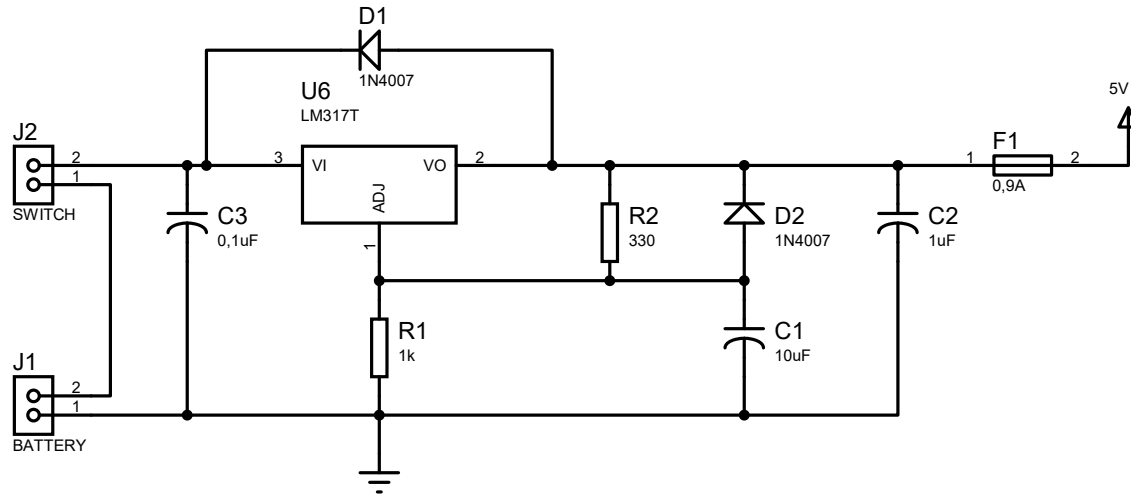 D1
1N4007
5V
U6
LM317T
J2
F1
2
3
VI
VO
2
1
2
1
ADJ
0,9A
SWITCH
C3
0,1uF
R2
330
D2
1N4007
C2
1uF
1
R1
1k
C1
10uF
J1
2
1
BATTERY